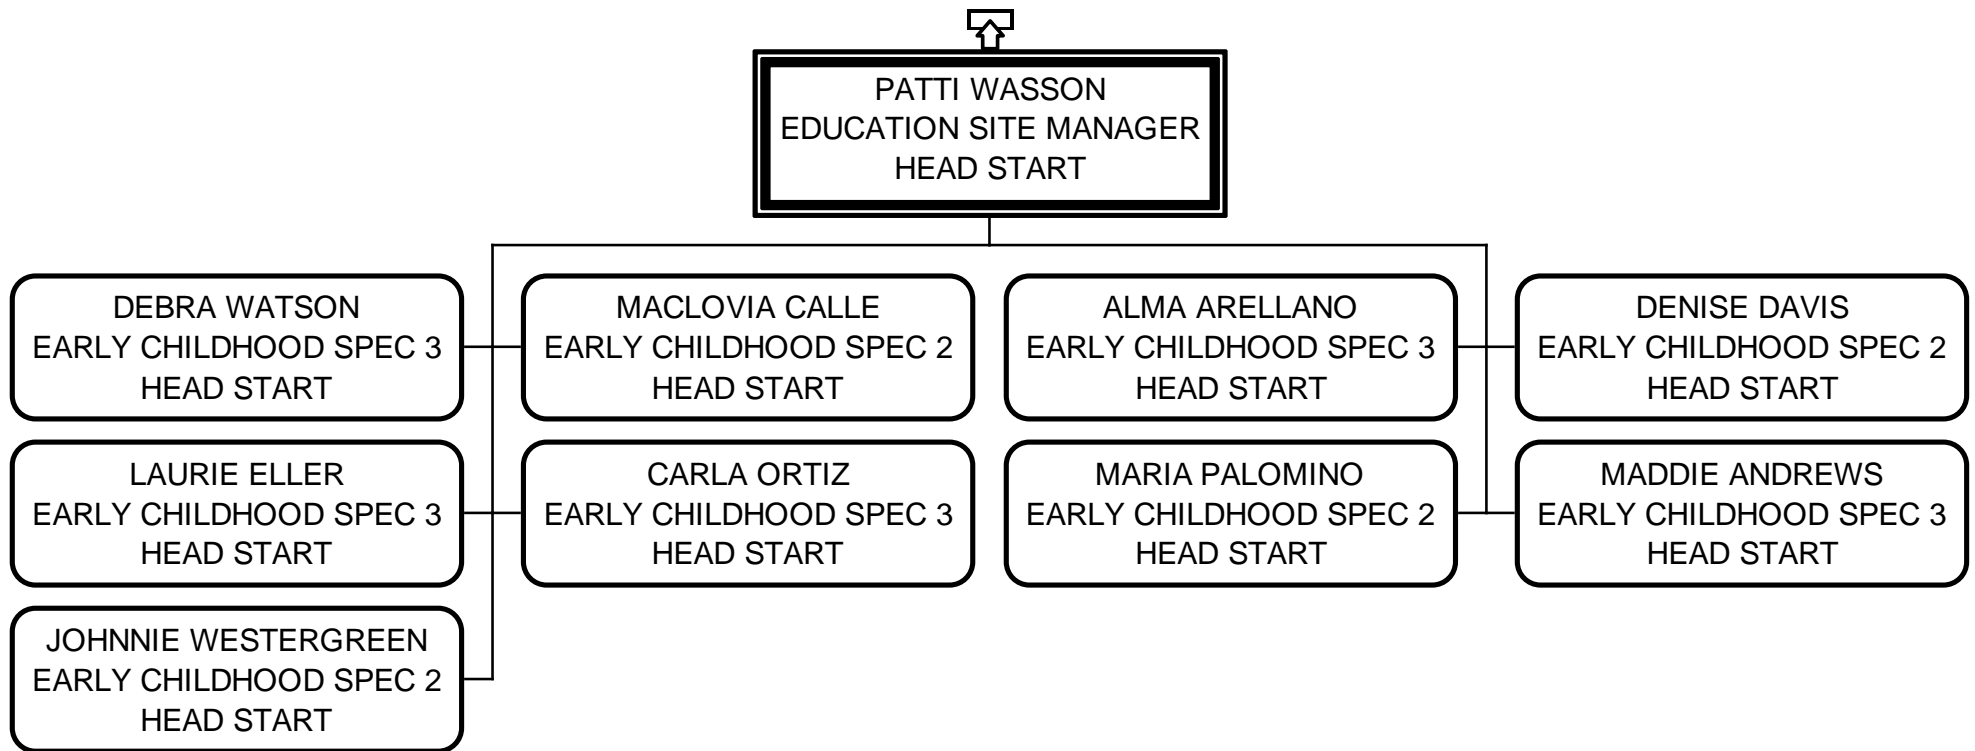 PATTI WASSON
EDUCATION SITE MANAGER
HEAD START
DEBRA WATSON
EARLY CHILDHOOD SPEC 3
HEAD START
MACLOVIA CALLE
EARLY CHILDHOOD SPEC 2
HEAD START
ALMA ARELLANO
EARLY CHILDHOOD SPEC 3
HEAD START
DENISE DAVIS
EARLY CHILDHOOD SPEC 2
HEAD START
LAURIE ELLER
EARLY CHILDHOOD SPEC 3
HEAD START
CARLA ORTIZ
EARLY CHILDHOOD SPEC 3
HEAD START
MARIA PALOMINO
EARLY CHILDHOOD SPEC 2
HEAD START
MADDIE ANDREWS
EARLY CHILDHOOD SPEC 3
HEAD START
JOHNNIE WESTERGREEN
EARLY CHILDHOOD SPEC 2
HEAD START